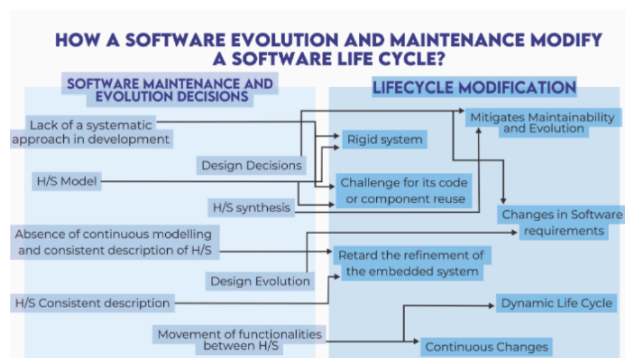 HOW A SOFTWARE EVOLUTION AND MAINTENANCE MODIFY
A SOFTWARE LIFE CYCLE?
SOFTWARE MAINTENANCE AND
EVOLUTION DECISIONS
LIFECYCLE MODIFICATION
Lack of a systematic
approach in development
Mitigates Maintainability
and Evolution
Rigid system
Design Decisions
H/S Model
Challenge for its code
or component reuse
H/S synthesis
Changes in Software
requirements
Absence of continuous modelling
and consistent description of H/S
Retard the refinement of
the embedded system
Design Evolution
H/S Consistent description
Dynamic Life Cycle
Movement of functionalities
between H/S
Continuous Changes